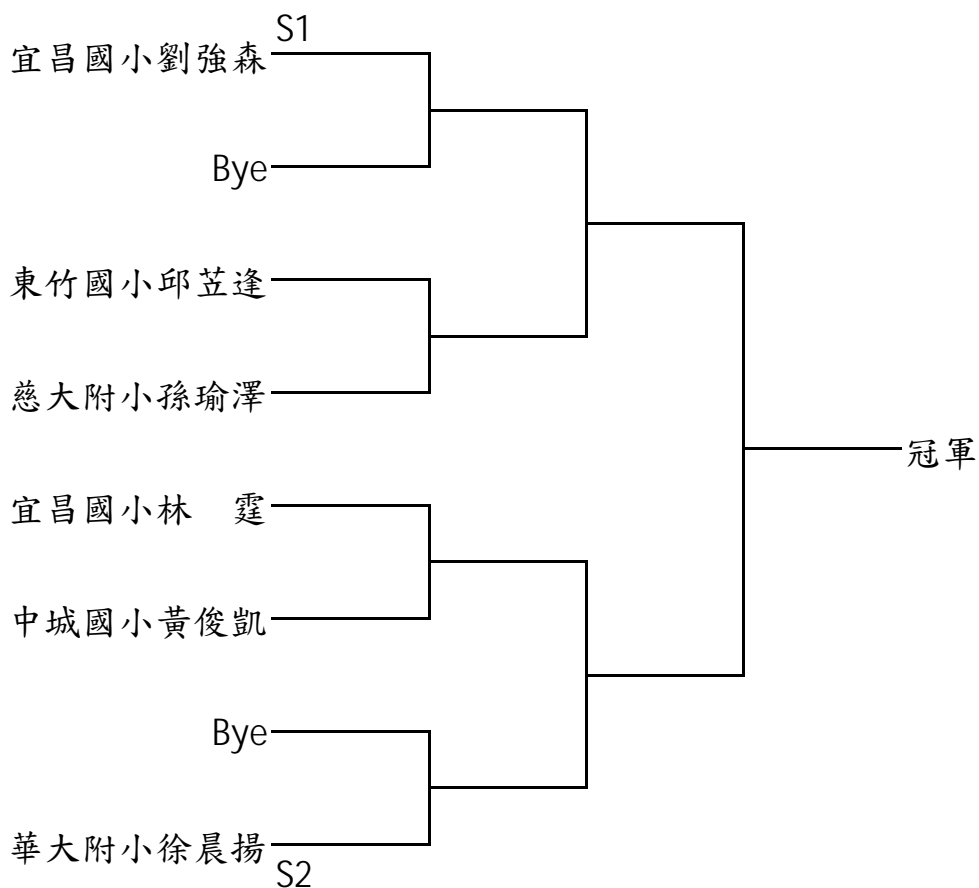 S1
宜昌國小劉強森
Bye
東竹國小邱苙逢
慈大附小孫瑜澤
冠軍
宜昌國小林　霆
中城國小黃俊凱
Bye
華大附小徐晨揚
S2